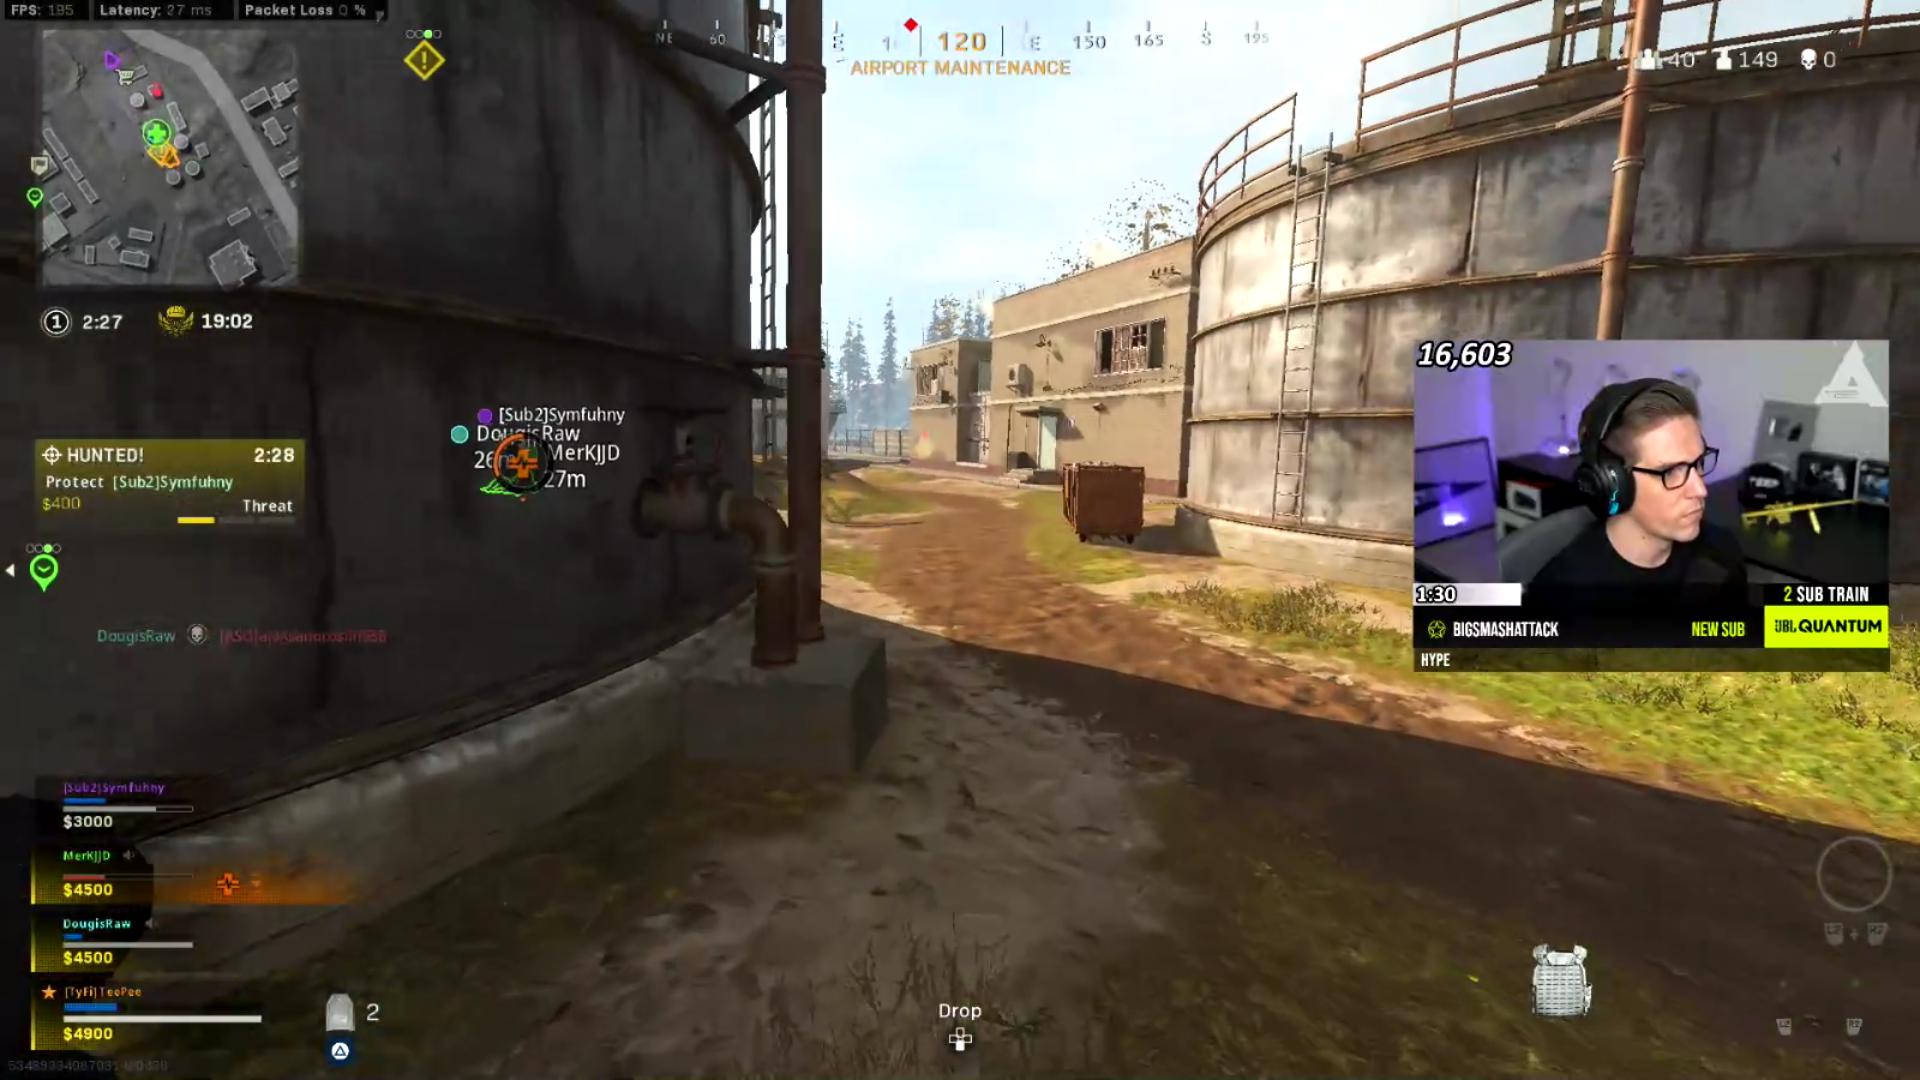 FPS: 195 Latency: 27 ms Packet Loss 0 %
NE 60 E 120 E 150 165 S 195
AIRPORT MAINTENANCE
40 149 0
1 2:27 19:02
16,603
[Sub2]Symfuhny
DougisRaw
MerKJJD
27m
HUNTED! 2:28
Protect [Sub2]Symfuhny
$400
Threat
1:30 2 SUB TRAIN
BIGSMASHATTACK NEW SUB JBL QUANTUM
HYPE
DougisRaw
[Sub2]Symfuhny
$3000
MerKJJD
$4500
DougisRaw
$4500
[TyFi]TeePee
$4900
2
Drop